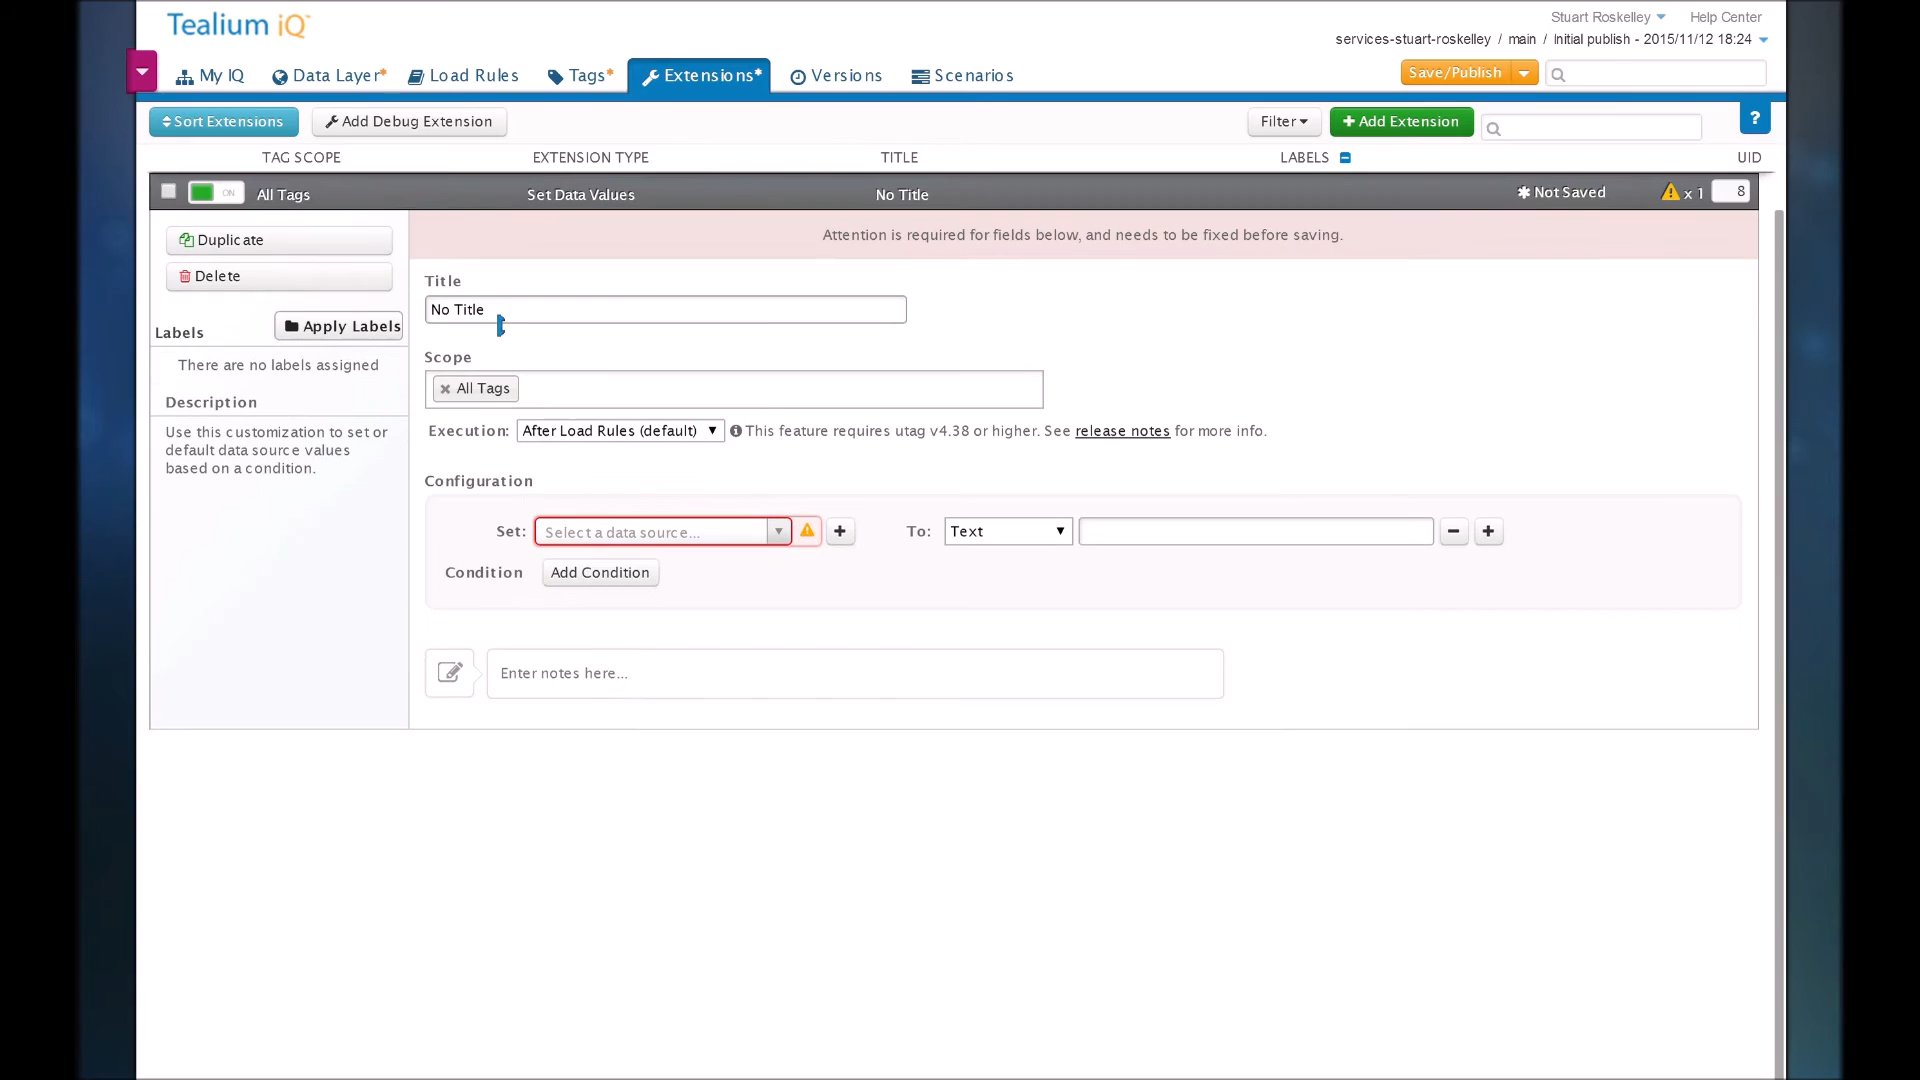 Tealium iQ
Stuart Roskelley Help Center
services-stuart-roskelley / main / Initial publish - 2015/11/12 18:24
My IQ Data Layer* Load Rules Tags* Extensions* Versions Scenarios Save/Publish
Sort Extensions Add Debug Extension Filter + Add Extension ?
TAG SCOPE EXTENSION TYPE TITLE LABELS UID
ON All Tags Set Data Values No Title * Not Saved x 1 8
Duplicate
Attention is required for fields below, and needs to be fixed before saving.
Delete
Title
No Title
Labels Apply Labels
There are no labels assigned
Scope
All Tags
Description
Use this customization to set or
default data source values
based on a condition.
Execution: After Load Rules (default) This feature requires utag v4.38 or higher. See release notes for more info.
Configuration
Set: Select a data source... + To: Text - +
Condition Add Condition
Enter notes here...